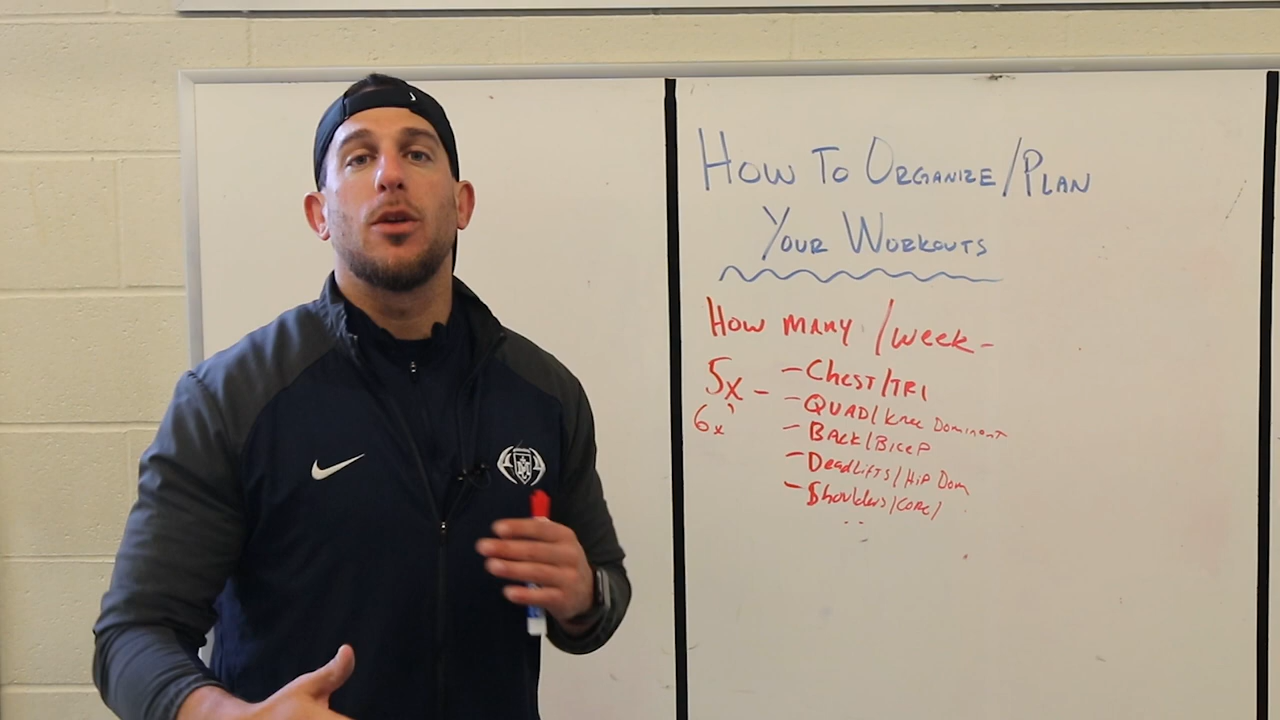 How To Organize/Plan
Your Workouts
How many /week-
5x - - Chest/TRI
6x - Quad/Knee Dominant
- Back/Bicep
- Deadlifts/Hip Dom
- Shoulders/Core/